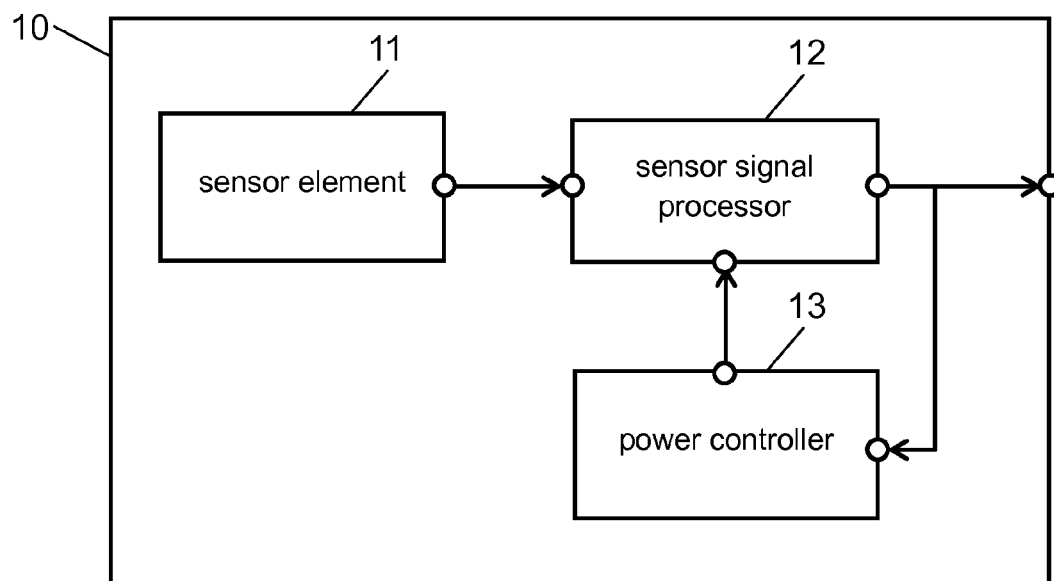 10
11
12
sensor element
sensor signal
processor
13
power controller